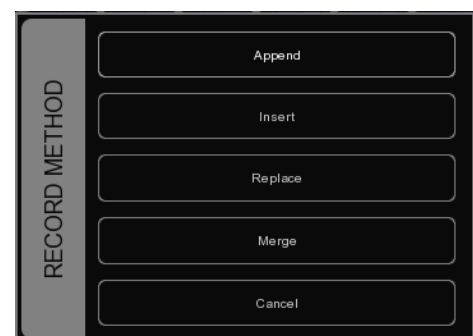 RECORD METHOD
Append
Insert
Replace
Merge
Cancel